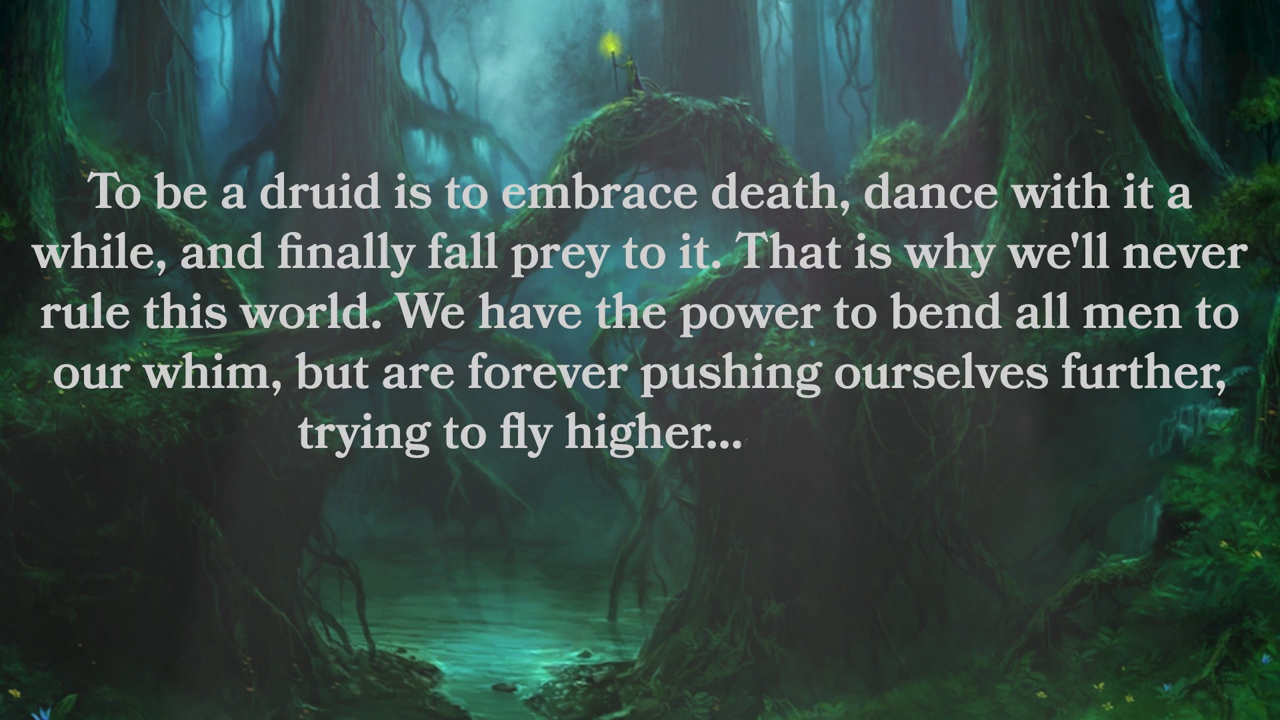 To be a druid is to embrace death, dance with it a
while, and finally fall prey to it. That is why we'll never
rule this world. We have the power to bend all men to
our whim, but are forever pushing ourselves further,
trying to fly higher...